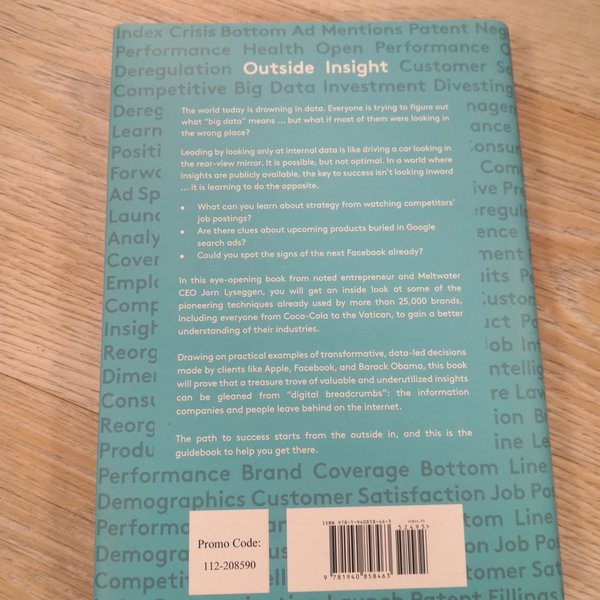 Index Crisis Bottom Ad Mentions Patent Neg
Performance Health Open Performance
Deregulation Outside Insight Customer
Competitive Big Data Investment Divesting
The world today is drowning in data. Everyone is trying to figure out
what “big data” means ... but what if most of them were looking in
the wrong place?
Leading by looking only at internal data is like driving a car looking in
the rear-view mirror. It is possible, but not optimal. In a world where
insights are publicly available, the key to success isn't looking inward
... it is learning to do the opposite.
• What can you learn about strategy from watching competitors'
job postings?
• Are there clues about upcoming products buried in Google
search ads?
• Could you spot the signs of the next Facebook already?
In this eye-opening book from noted entrepreneur and Meltwater
CEO Jorn Lyseggen, you will get an inside look at some of the
pioneering techniques already used by more than 25,000 brands,
including everyone from Coca-Cola to the Vatican, to gain a better
understanding of their industries.
Drawing on practical examples of transformative, data-led decisions
made by clients like Apple, Facebook, and Barack Obama, this book
will prove that a treasure trove of valuable and underutilized insights
can be gleaned from “digital breadcrumbs”: the information
companies and people leave behind on the internet.
The path to success starts from the outside in, and this is the
guidebook to help you get there.
Performance Brand Coverage Bottom Line
Demographics Customer Satisfaction Job Pos
ISBN 978-1-940858-46-3
52495>
Promo Code:
112-208590
9 781940 858463
Launch Patent Fillings